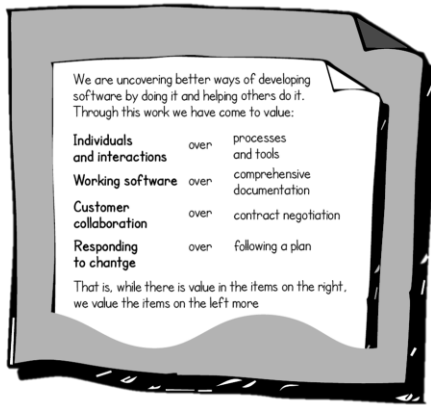 We are uncovering better ways of developing
software by doing it and helping others do it.
Through this work we have come to value:
Individuals
and interactions over processes
and tools
Working software over comprehensive
documentation
Customer
collaboration over contract negotiation
Responding
to chantge over following a plan
That is, while there is value in the items on the right,
we value the items on the left more